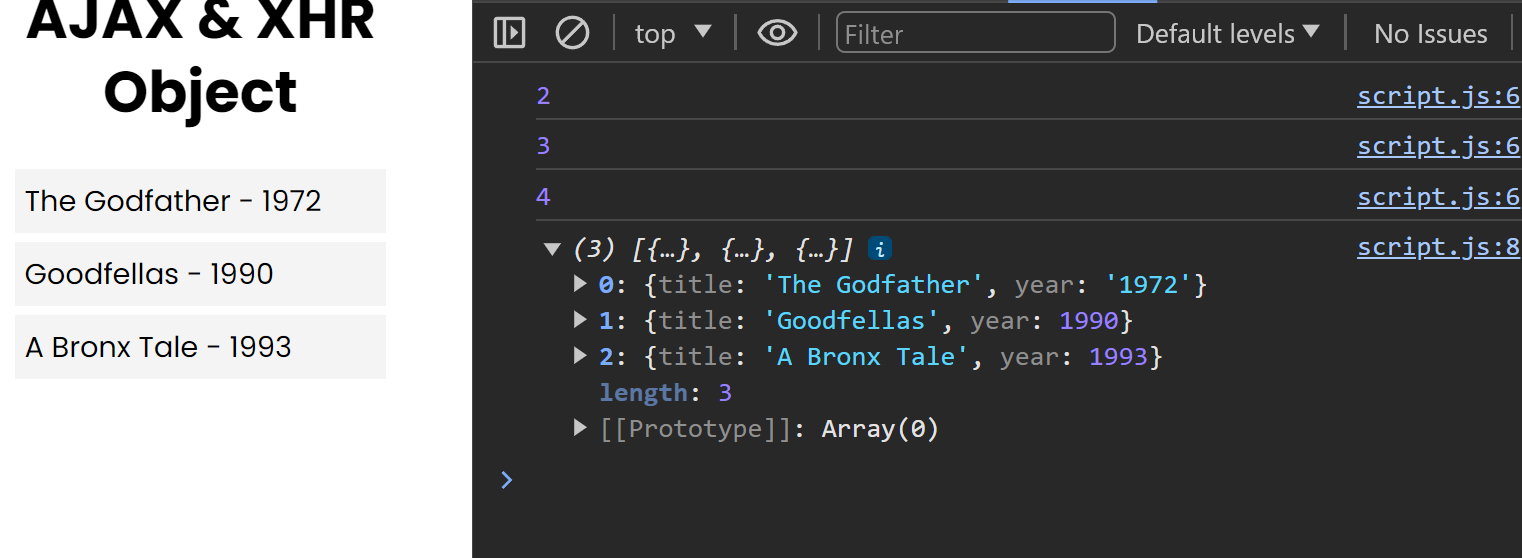 AJAX & XHR
Object
The Godfather - 1972
Goodfellas - 1990
A Bronx Tale - 1993
top ▼ Filter Default levels ▼ No Issues
2 script.js:6
3 script.js:6
4 script.js:6
▼ (3) [{…}, {…}, {…}] i script.js:8
▶ 0: {title: 'The Godfather', year: '1972'}
▶ 1: {title: 'Goodfellas', year: 1990}
▶ 2: {title: 'A Bronx Tale', year: 1993}
length: 3
▶ [[Prototype]]: Array(0)